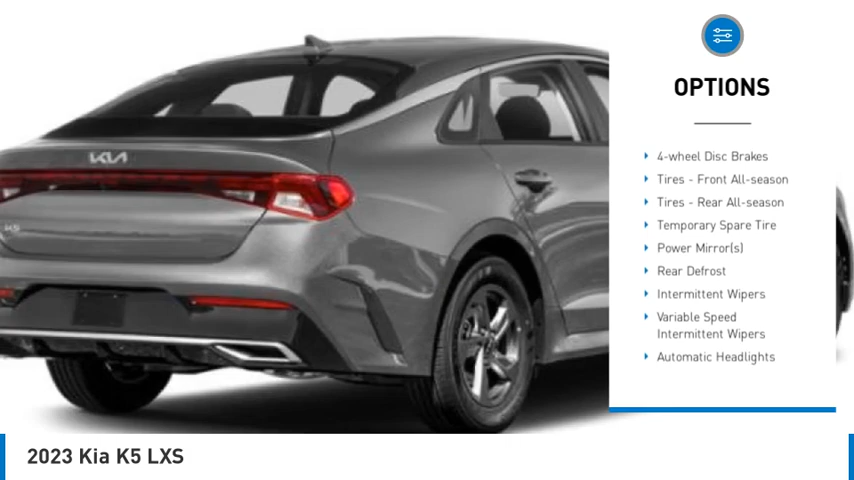 OPTIONS
4-wheel Disc Brakes
Tires - Front All-season
Tires - Rear All-season
Temporary Spare Tire
Power Mirror(s)
Rear Defrost
Intermittent Wipers
Variable Speed
Intermittent Wipers
Automatic Headlights
KIA
K5
2023 Kia K5 LXS